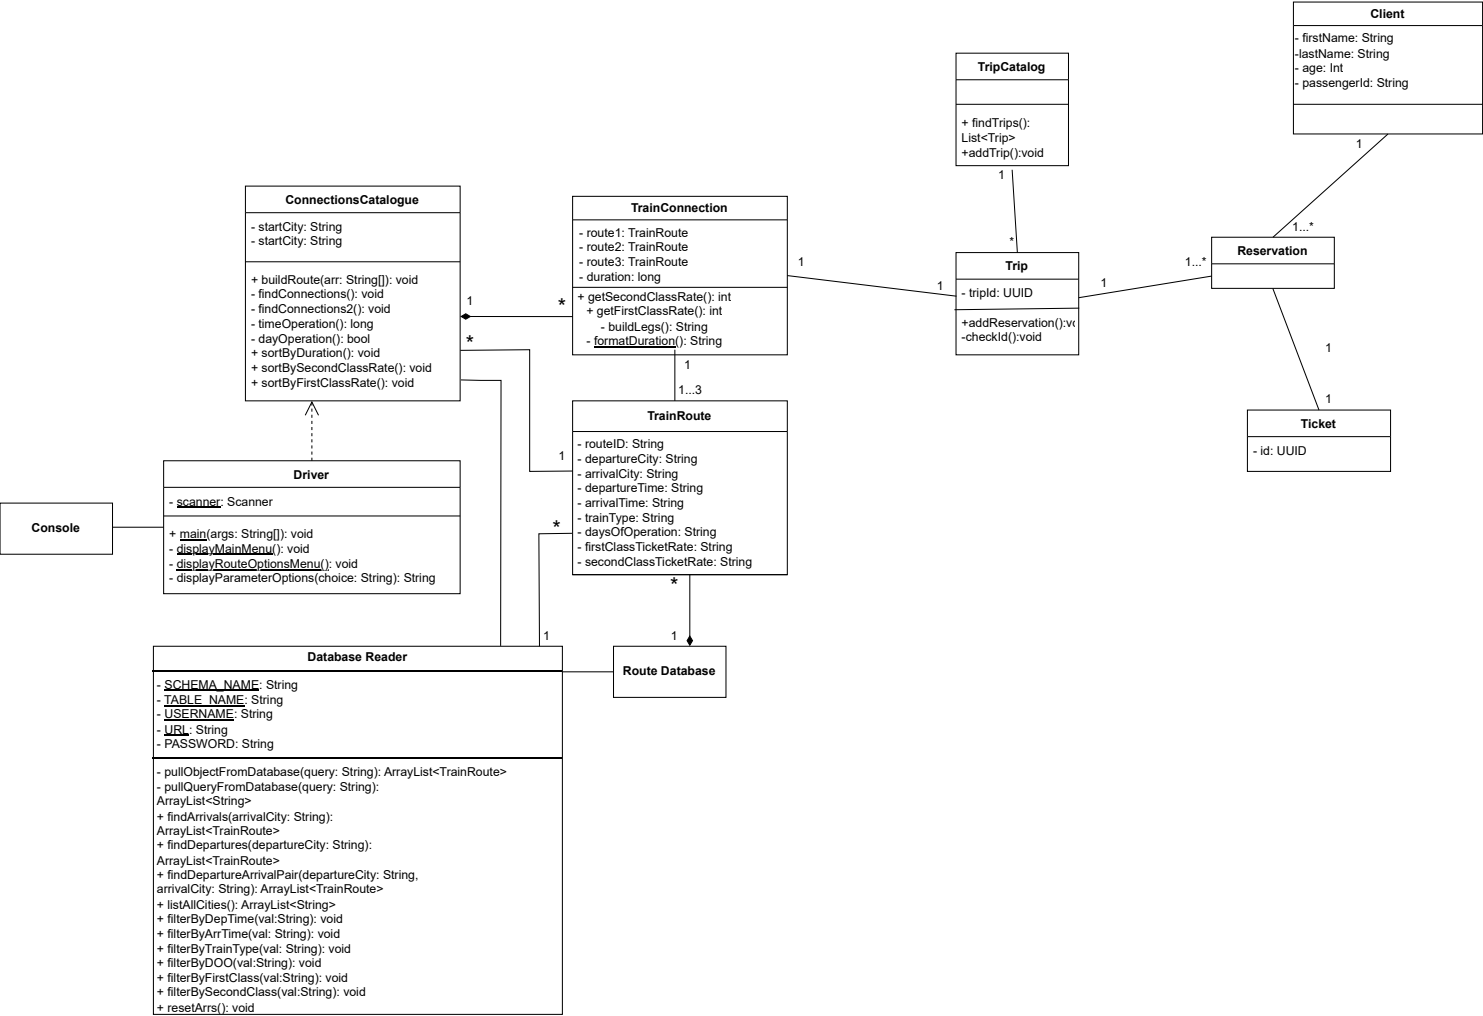 Client
- firstName: String
-lastName: String
- age: Int
- passengerId: String
TripCatalog
+ findTrips():
List<Trip>
+addTrip():void
1
1
1...*
*
ConnectionsCatalogue
- startCity: String
- startCity: String
+ buildRoute(arr: String[]): void
- findConnections(): void
- findConnections2(): void
- timeOperation(): long
- dayOperation(): bool
+ sortByDuration(): void
+ sortBySecondClassRate(): void
+ sortByFirstClassRate(): void
1
*
*
TrainConnection
- route1: TrainRoute
- route2: TrainRoute
- route3: TrainRoute
- duration: long
+ getSecondClassRate(): int
+ getFirstClassRate(): int
- buildLegs(): String
- formatDuration(): String
1
1
Trip
- tripId: UUID
+addReservation():vo
-checkId():void
1
1...*
Reservation
1
1
Ticket
- id: UUID
1
1...3
TrainRoute
- routeID: String
- departureCity: String
- arrivalCity: String
- departureTime: String
- arrivalTime: String
- trainType: String
- daysOfOperation: String
- firstClassTicketRate: String
- secondClassTicketRate: String
1
*
*
Driver
- scanner: Scanner
+ main(args: String[]): void
- displayMainMenu(): void
- displayRouteOptionsMenu(): void
- displayParameterOptions(choice: String): String
Console
1
1
Route Database
Database Reader
- SCHEMA_NAME: String
- TABLE_NAME: String
- USERNAME: String
- URL: String
- PASSWORD: String
- pullObjectFromDatabase(query: String): ArrayList<TrainRoute>
- pullQueryFromDatabase(query: String):
ArrayList<String>
+ findArrivals(arrivalCity: String):
ArrayList<TrainRoute>
+ findDepartures(departureCity: String):
ArrayList<TrainRoute>
+ findDepartureArrivalPair(departureCity: String,
arrivalCity: String): ArrayList<TrainRoute>
+ listAllCities(): ArrayList<String>
+ filterByDepTime(val:String): void
+ filterByArrTime(val: String): void
+ filterByTrainType(val: String): void
+ filterByDOO(val:String): void
+ filterByFirstClass(val:String): void
+ filterBySecondClass(val:String): void
+ resetArrs(): void